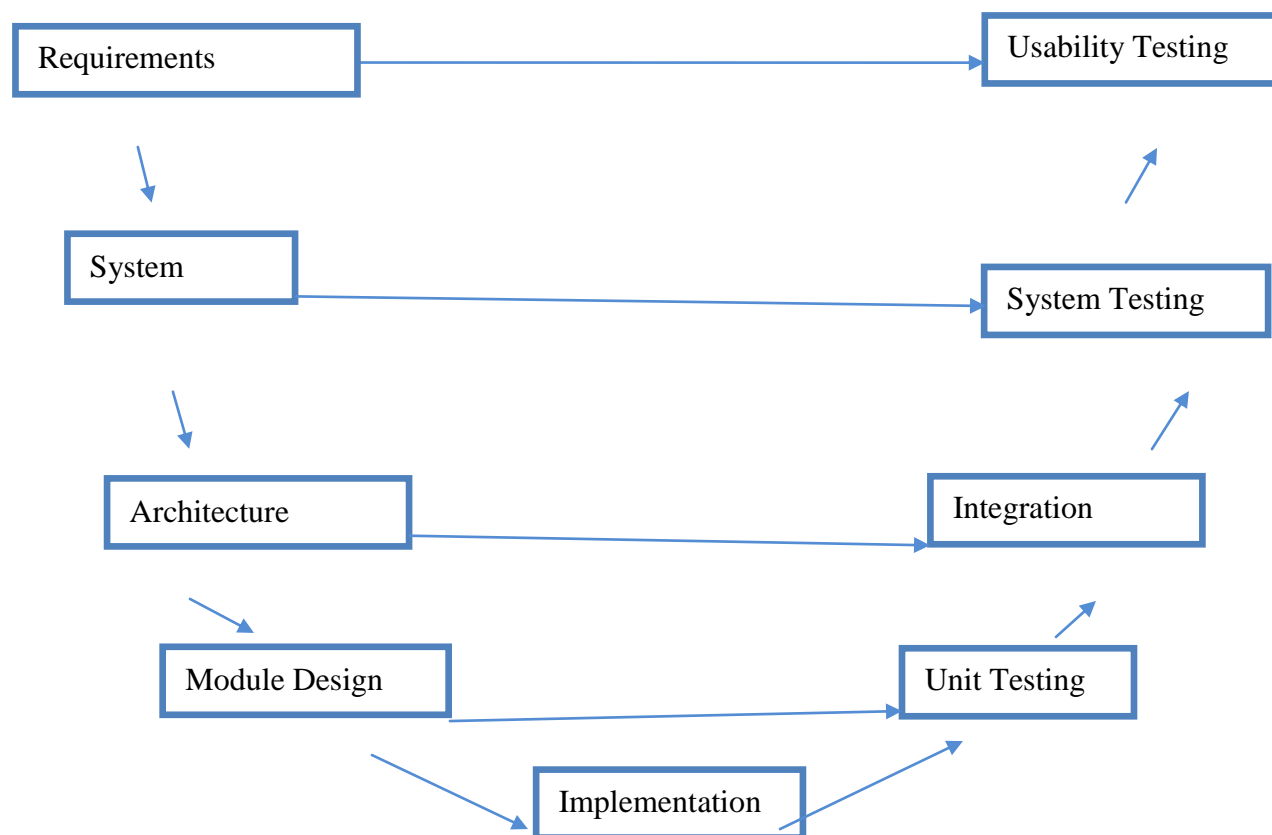 Requirements
Usability Testing
System
System Testing
Architecture
Integration
Module Design
Unit Testing
Implementation